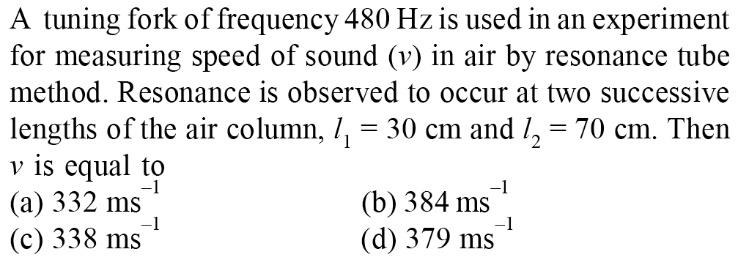 A tuning fork of frequency 480 Hz is used in an experiment
for measuring speed of sound (v) in air by resonance tube
method. Resonance is observed to occur at two successive
lengths of the air column, l₁ = 30 cm and l₂ = 70 cm. Then
v is equal to
(a) 332 ms⁻¹ (b) 384 ms⁻¹
(c) 338 ms⁻¹ (d) 379 ms⁻¹